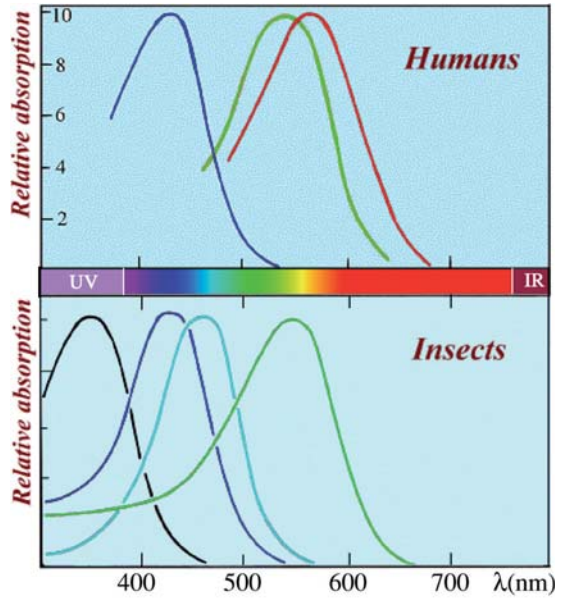 Relative absorption
10
8
6
4
2
Humans
UV
IR
Relative absorption
Insects
400 500 600 700 λ(nm)